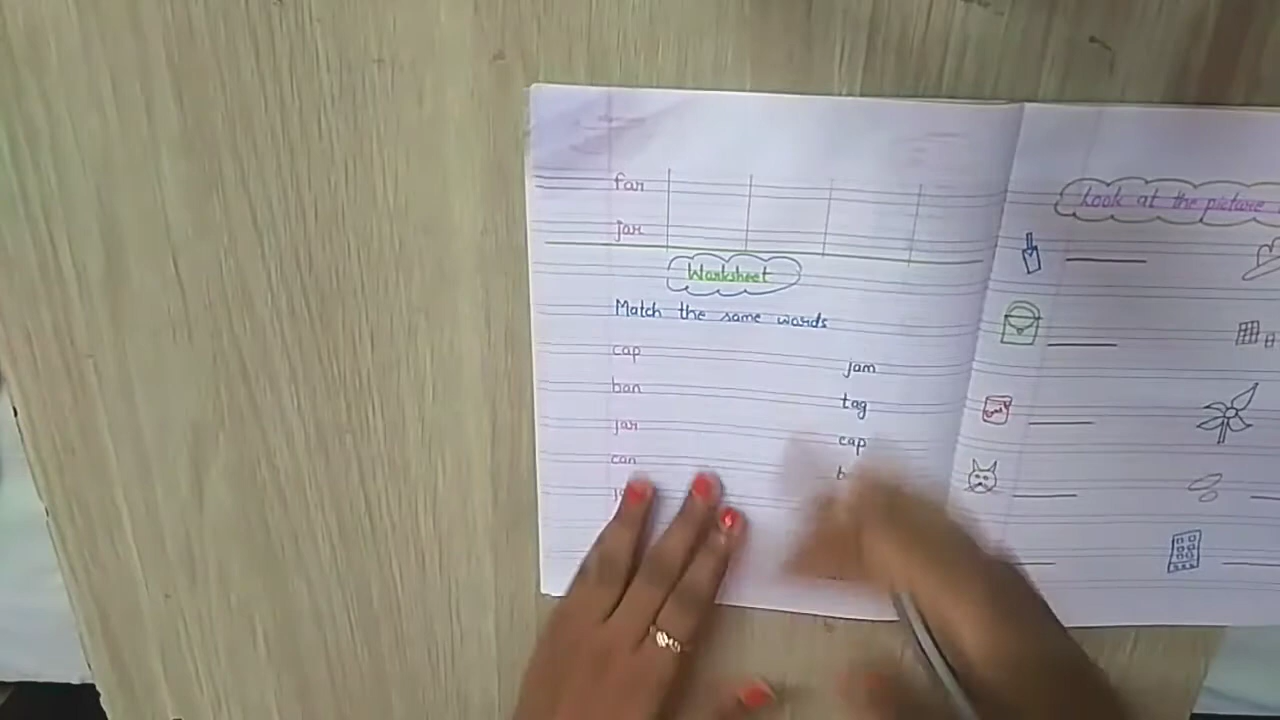 far
jar
Worksheet
Match the same words
cap
ban
jar
can
jam
tag
cap
Look at the picture